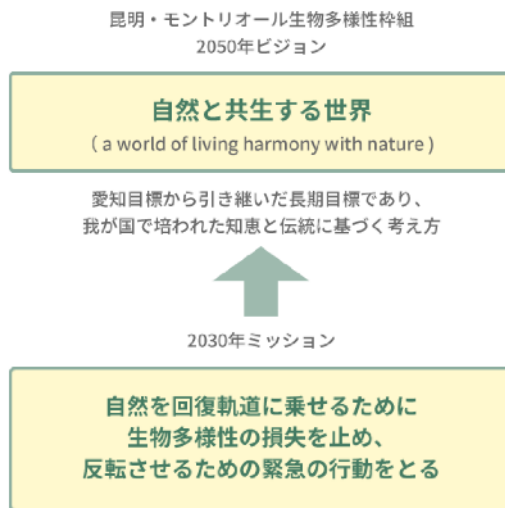 昆明・モントリオール生物多様性枠組
2050年ビジョン
自然と共生する世界
( a world of living harmony with nature )
愛知目標から引き継いだ長期目標であり、
我が国で培われた知恵と伝統に基づく考え方
2030年ミッション
自然を回復軌道に乗せるために
生物多様性の損失を止め、
反転させるための緊急の行動をとる